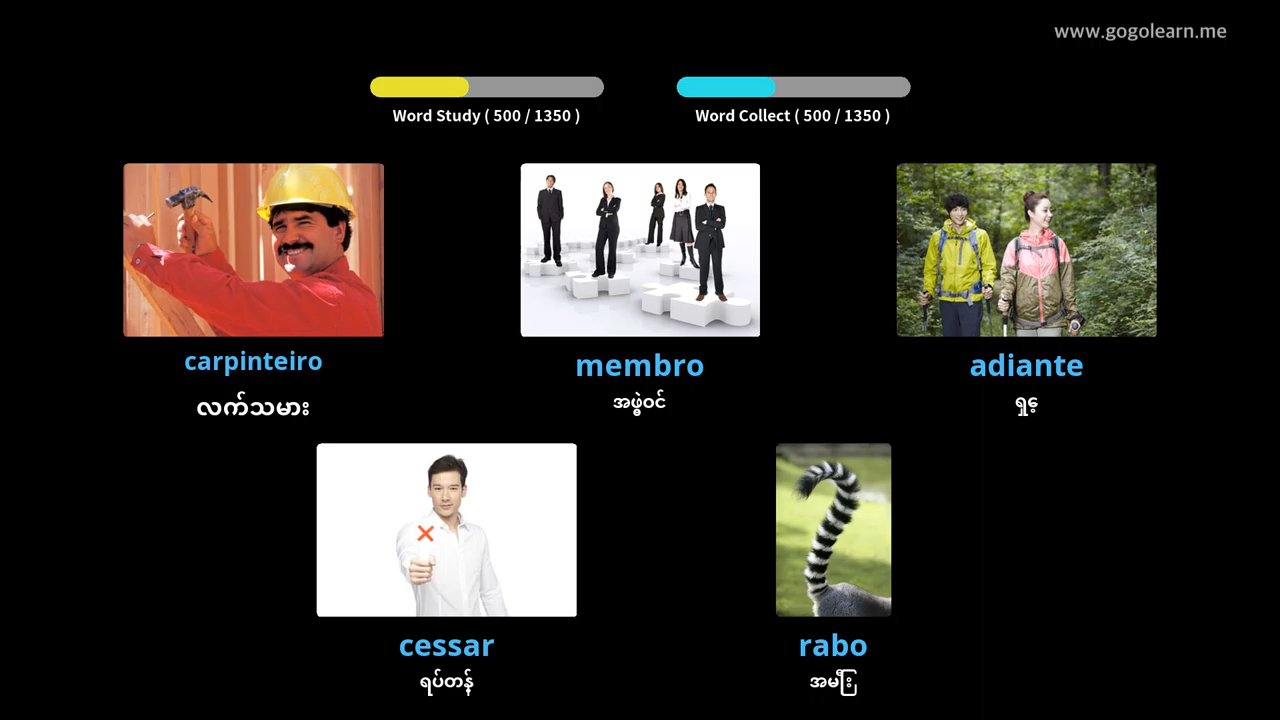 www.gogolearn.me
Word Study ( 500 / 1350 )
Word Collect ( 500 / 1350 )
carpinteiro
လက်သမား
membro
အဖွဲ့ဝင်
adiante
ရှေ့
cessar
ရပ်တန့်
rabo
အမြီး